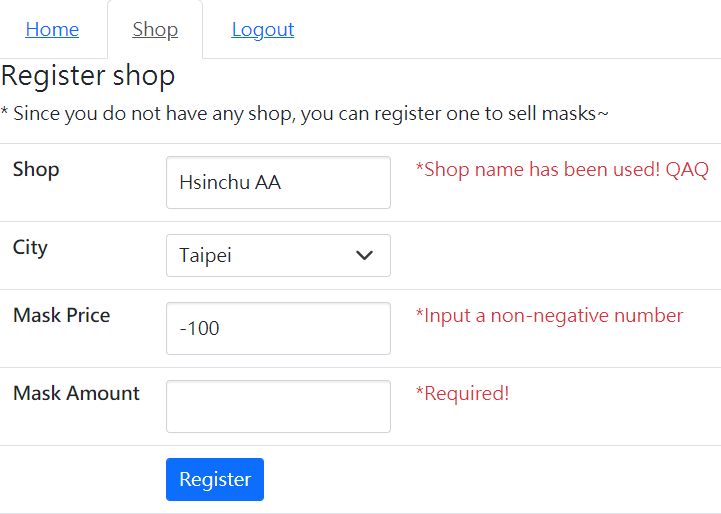 Home Shop Logout
Register shop
* Since you do not have any shop, you can register one to sell masks~
Shop Hsinchu AA *Shop name has been used! QAQ
City Taipei
Mask Price -100 *Input a non-negative number
Mask Amount *Required!
Register